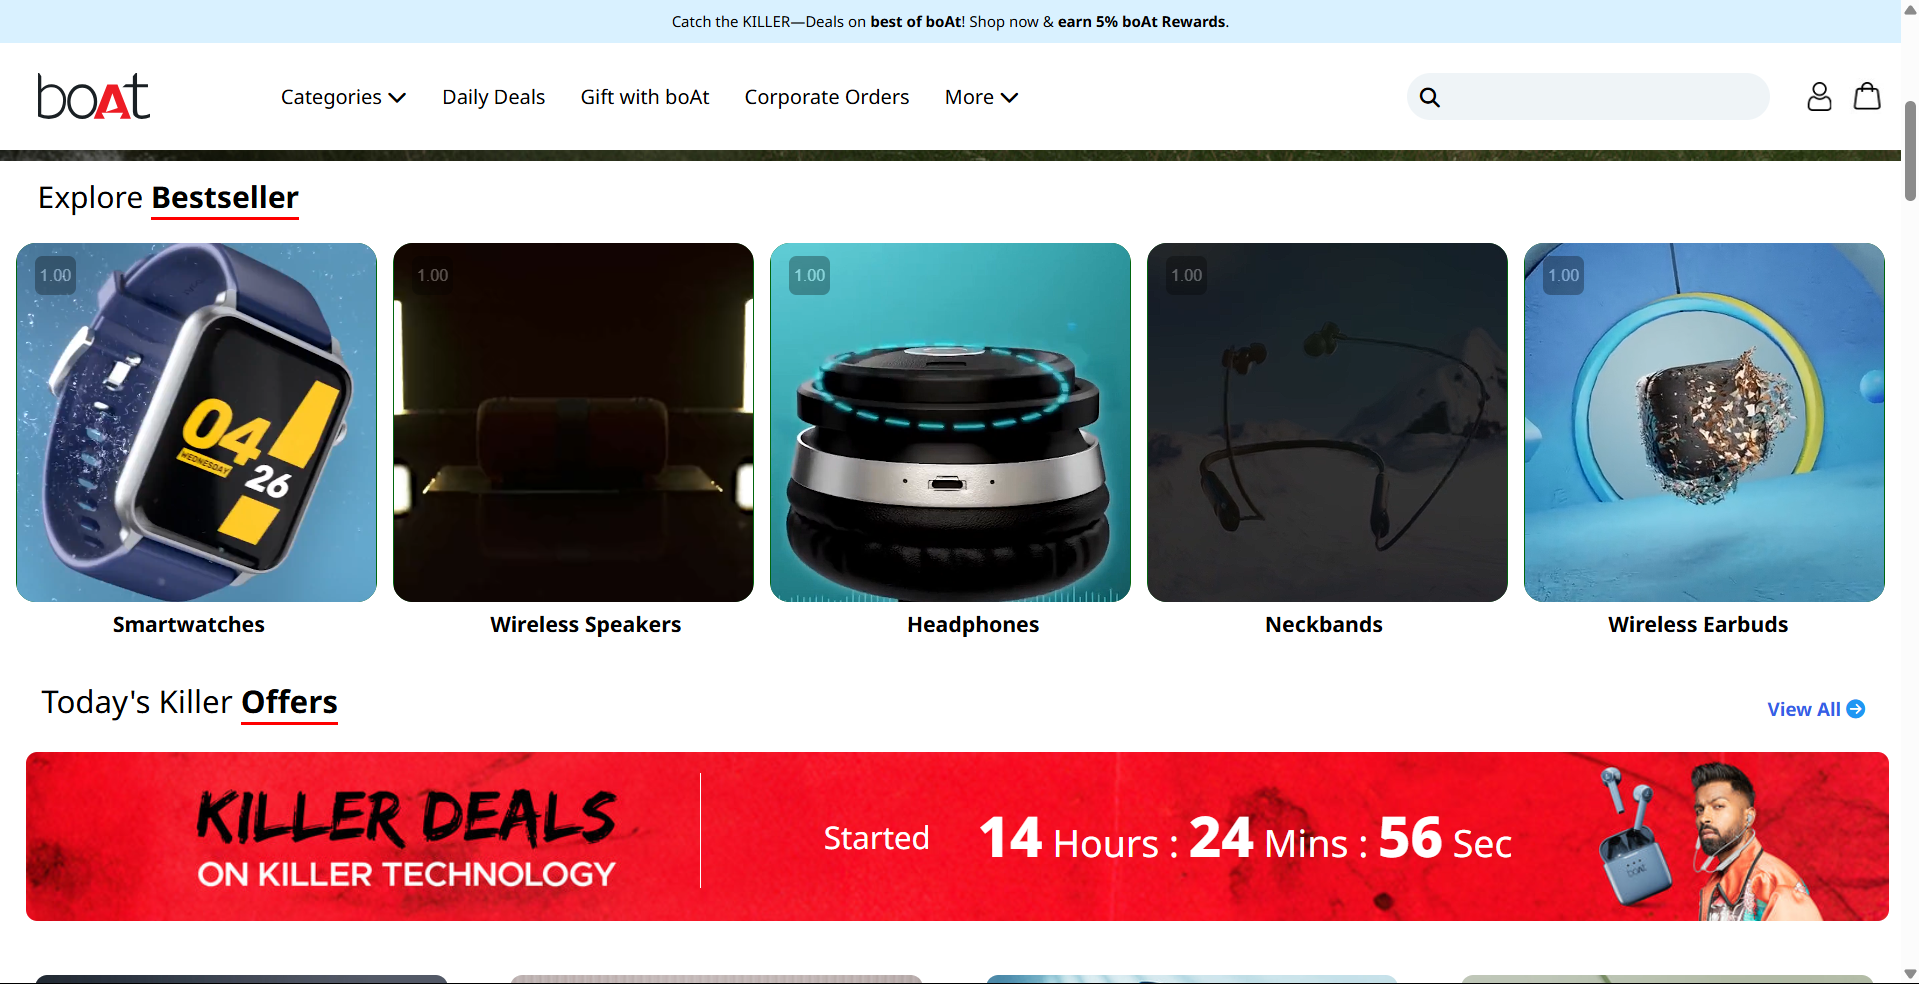 Catch the KILLER—Deals on best of boAt! Shop now & earn 5% boAt Rewards.
boAt
Categories
Daily Deals
Gift with boAt
Corporate Orders
More
Explore Bestseller
1.00
1.00
1.00
1.00
1.00
04
WEDNESDAY
26
Smartwatches
Wireless Speakers
Headphones
Neckbands
Wireless Earbuds
Today's Killer Offers
View All
KILLER DEALS
ON KILLER TECHNOLOGY
Started 14 Hours : 24 Mins : 56 Sec
boAt